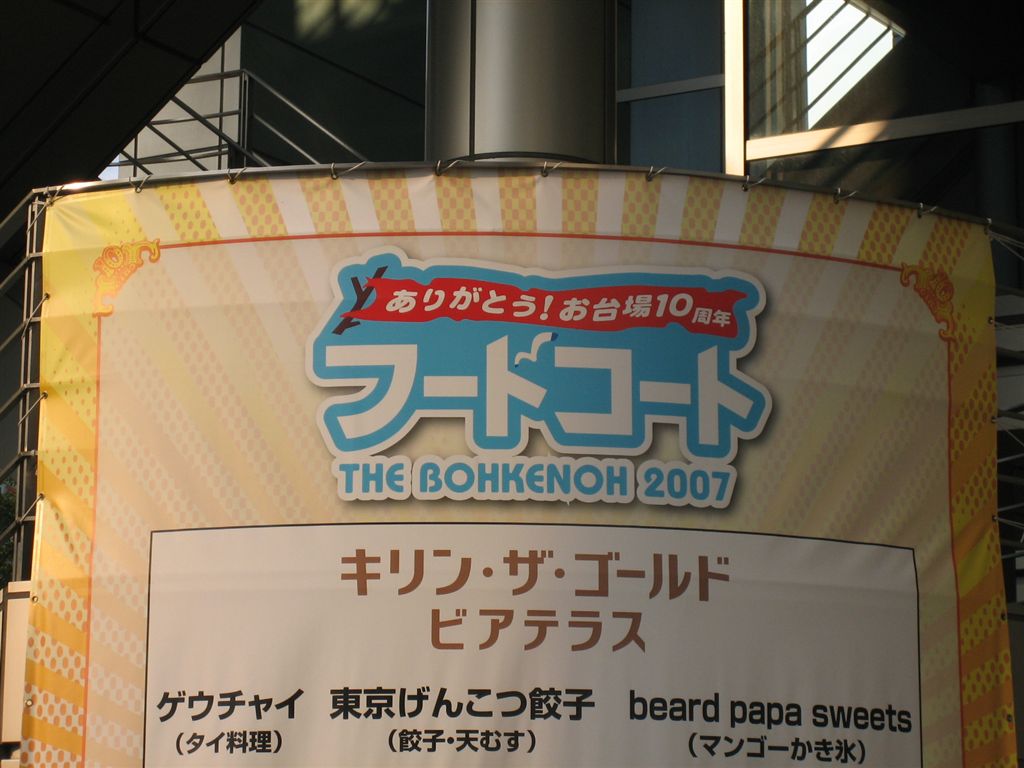 ありがとう!お台場10周年
フードコート
THE BOHKENOH 2007
キリン・ザ・ゴールド
ビアテラス
ゲウチャイ 東京げんこつ餃子 beard papa sweets
(タイ料理) (餃子・天むす) (マンゴーかき氷)